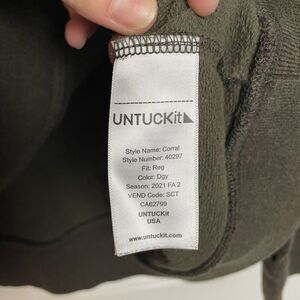 UNTUCKit
Style Name: Corral
Style Number: 40297
Fit: Reg
Color: Dgy
Season: 2021 FA 2
VEND Code: SCT
CA62799
UNTUCKit
USA
www.untuckit.com